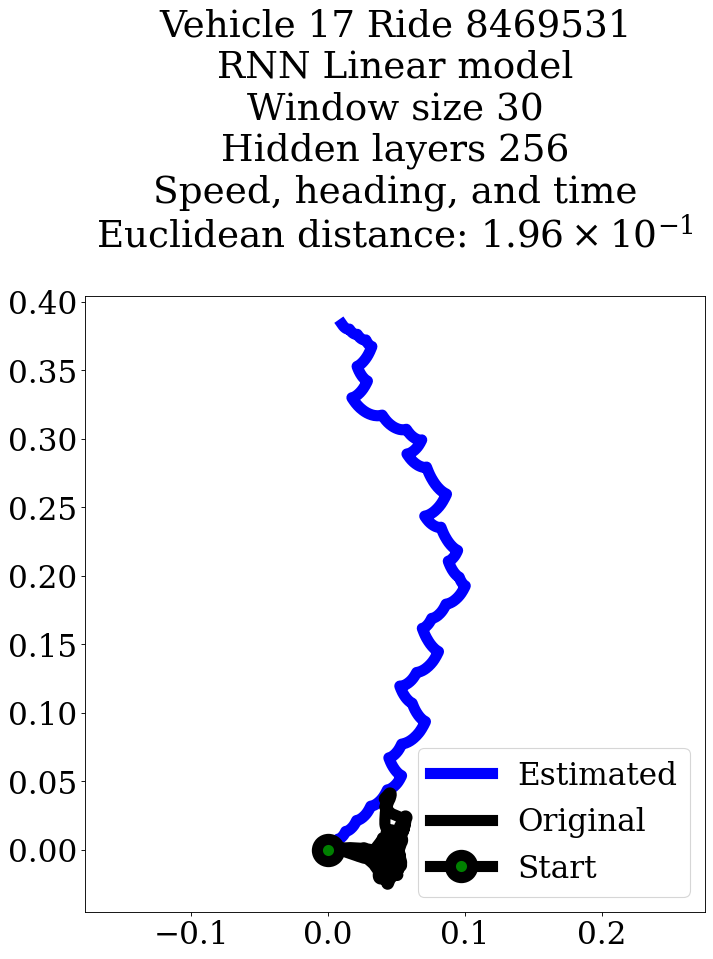 Vehicle 17 Ride 8469531
RNN Linear model
Window size 30
Hidden layers 256
Speed, heading, and time
Euclidean distance: 1.96 × 10⁻¹
0.40
0.35
0.30
0.25
0.20
0.15
0.10
0.05
0.00
Estimated
Original
Start
−0.1 0.0 0.1 0.2